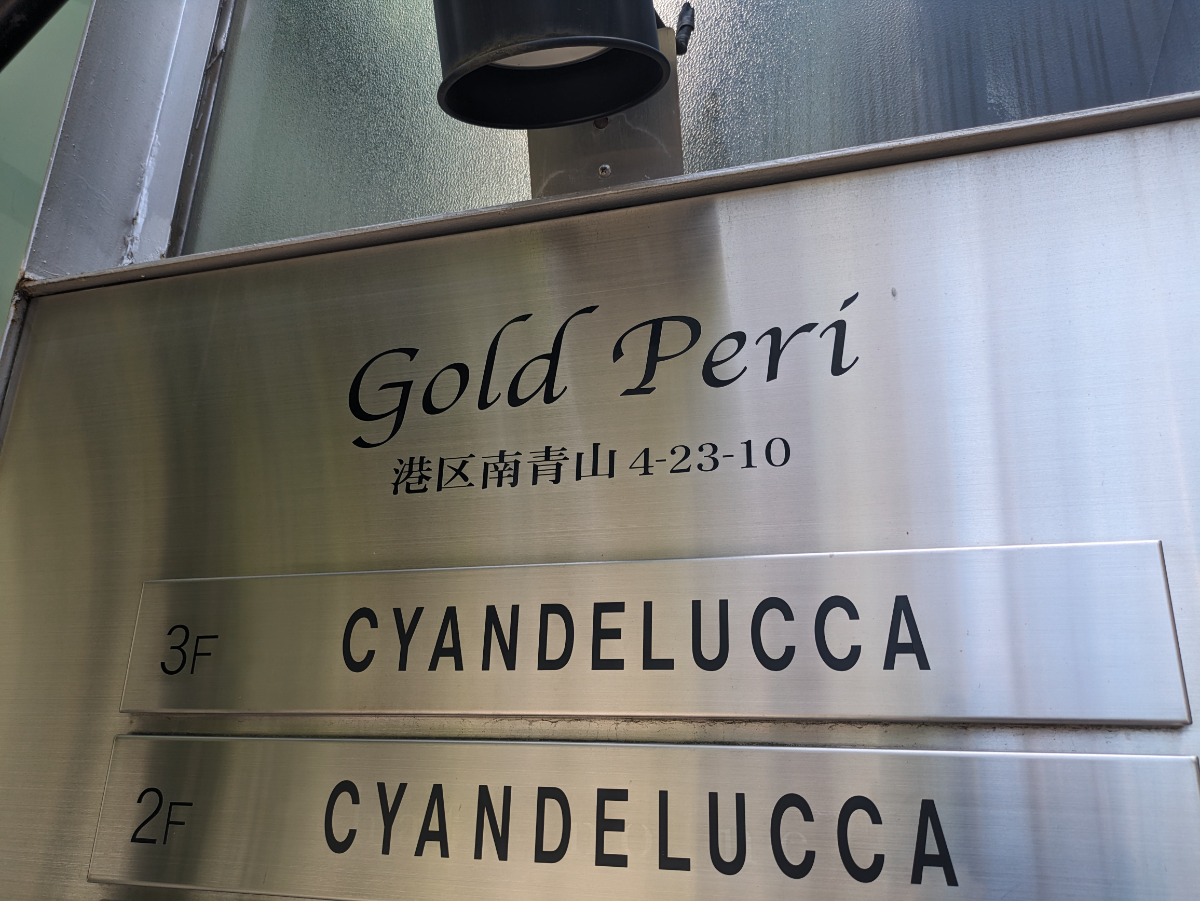 Gold Peri
港区南青山 4-23-10
3F CYANDELUCCA
2F CYANDELUCCA